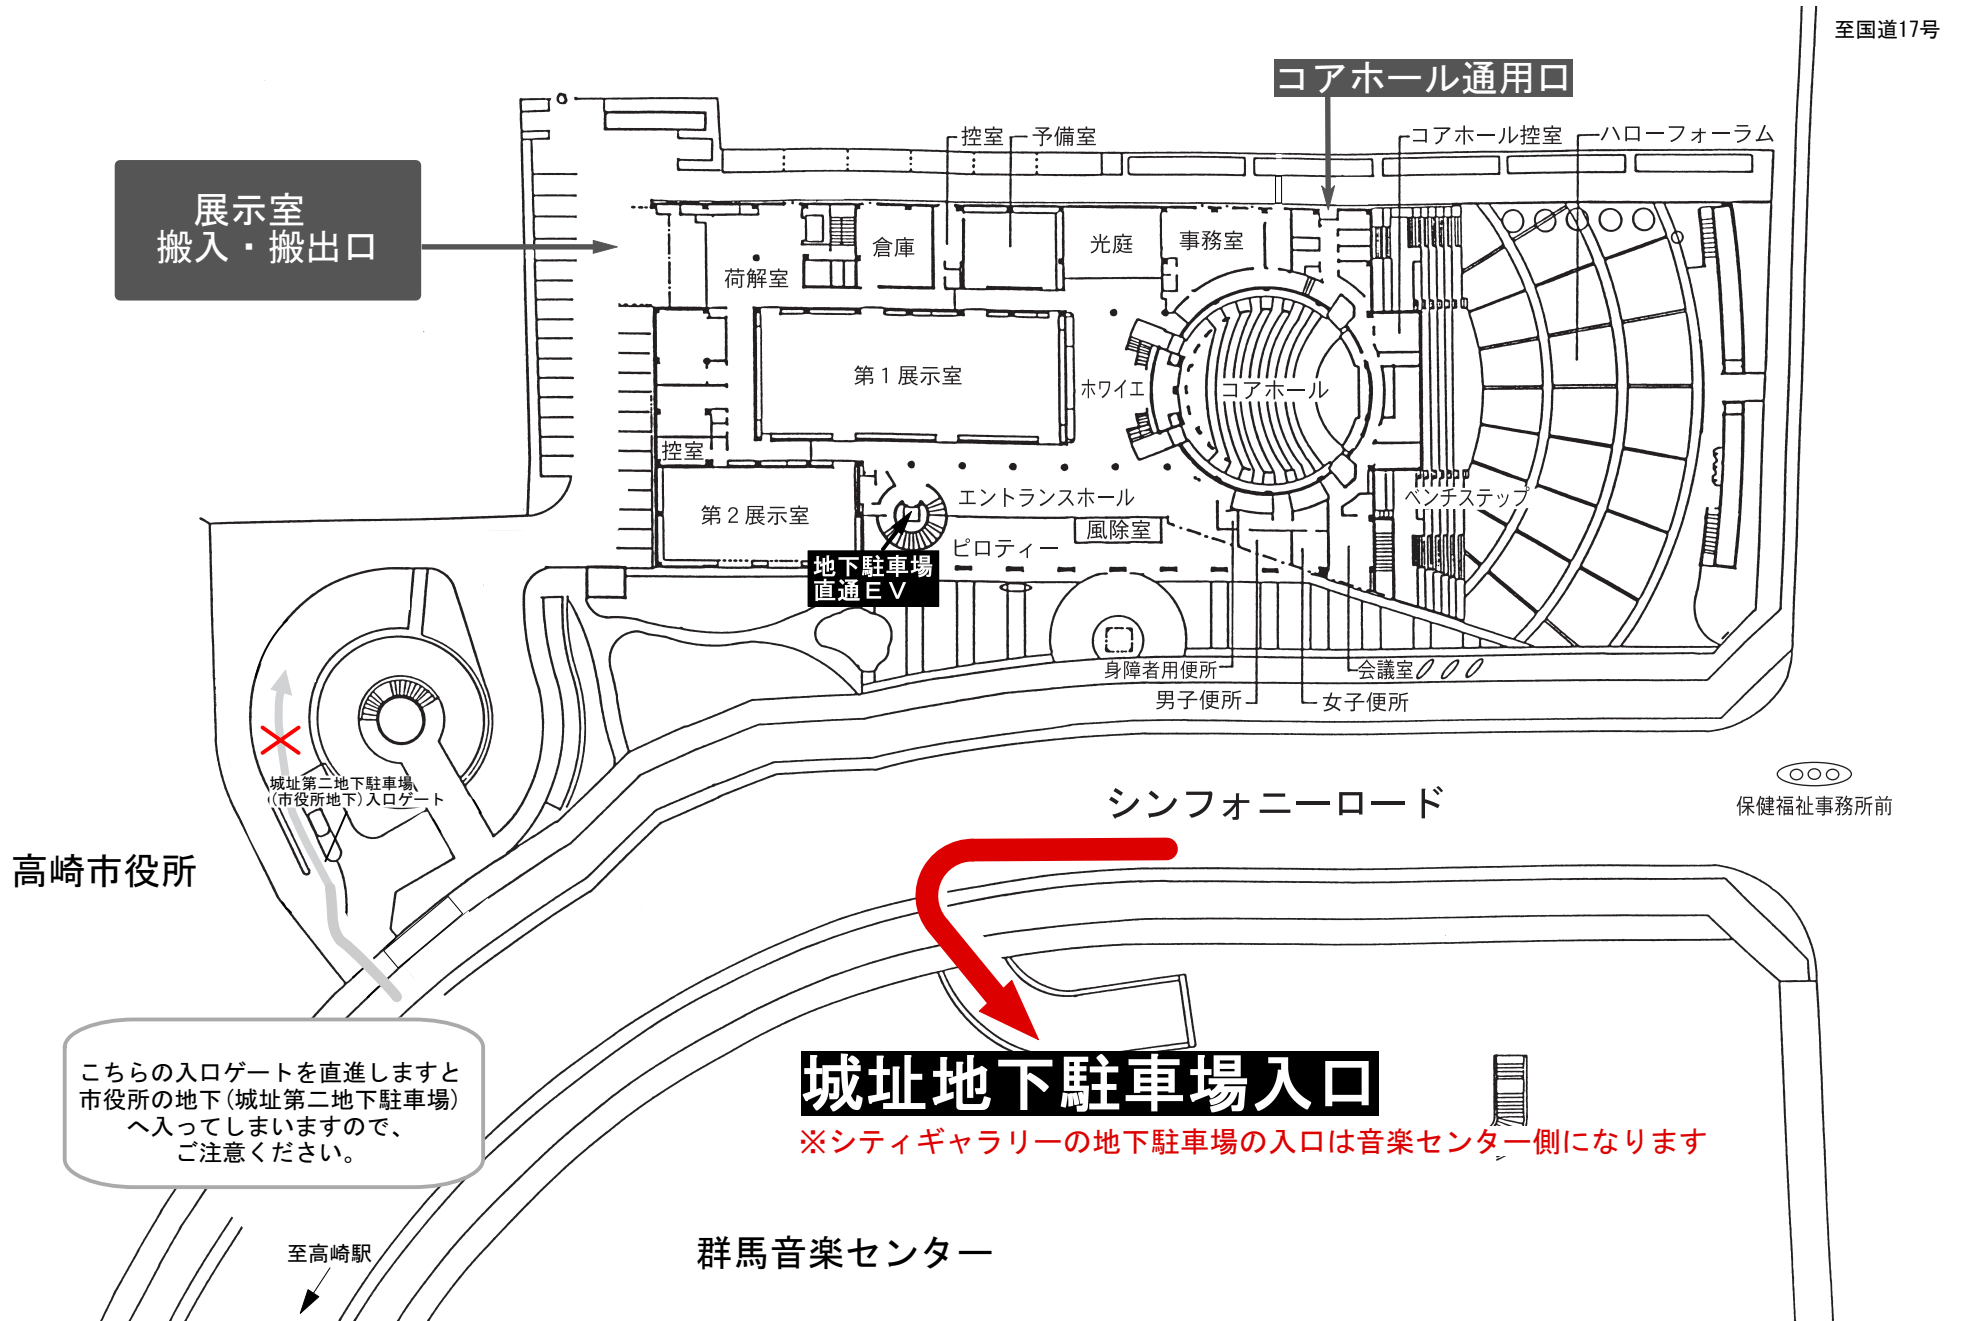 至国道17号
コアホール通用口
控室
予備室
コアホール控室
ハローフォーラム
展示室
搬入・搬出口
倉庫
光庭
事務室
荷解室
第1展示室
ホワイエ
コアホール
控室
エントランスホール
ベンチステップ
第2展示室
風除室
ピロティー
地下駐車場
直通EV
身障者用便所
会議室
男子便所
女子便所
城址第二地下駐車場
(市役所地下)入口ゲート
シンフォニーロード
保健福祉事務所前
高崎市役所
こちらの入口ゲートを直進しますと
市役所の地下(城址第二地下駐車場)
へ入ってしまいますので、
ご注意ください。
城址地下駐車場入口
※シティギャラリーの地下駐車場の入口は音楽センター側になります
至高崎駅
群馬音楽センター